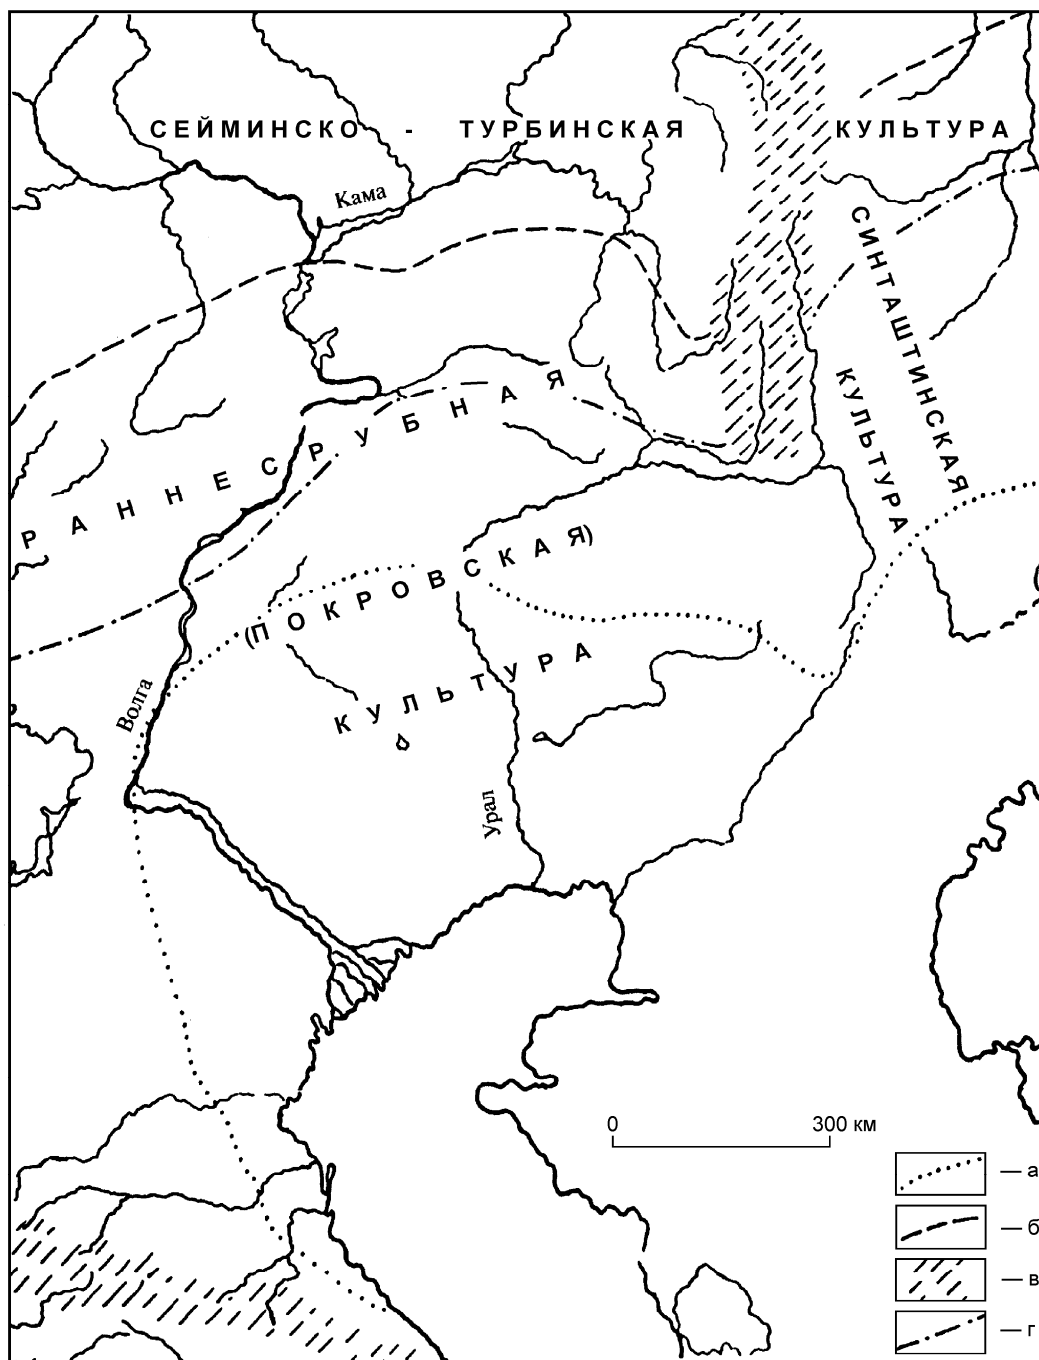 СЕЙМИНСКО - ТУРБИНСКАЯ КУЛЬТУРА
Кама
СИНТАШТИНСКАЯ
КУЛЬТУРА
РАННЕСРУБНАЯ
(ПОКРОВСКАЯ)
КУЛЬТУРА
Волга
Урал
0 300 км
— а
— б
— в
— г